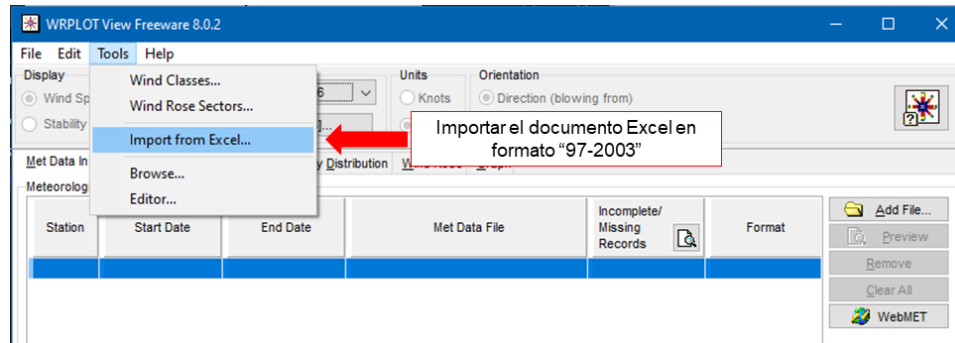 WRPLOT View Freeware 8.0.2
File Edit Tools Help
Display
Wind Sp
Stability
Wind Classes...
Wind Rose Sectors...
Import from Excel...
Browse...
Editor...
6
]...
Units
Knots
Orientation
Direction (blowing from)
Importar el documento Excel en
formato “97-2003”
Met Data In
y Distribution
Meteorolog
Station
Start Date
End Date
Met Data File
Incomplete/
Missing
Records
Format
Add File...
Preview
Remove
Clear All
WebMET